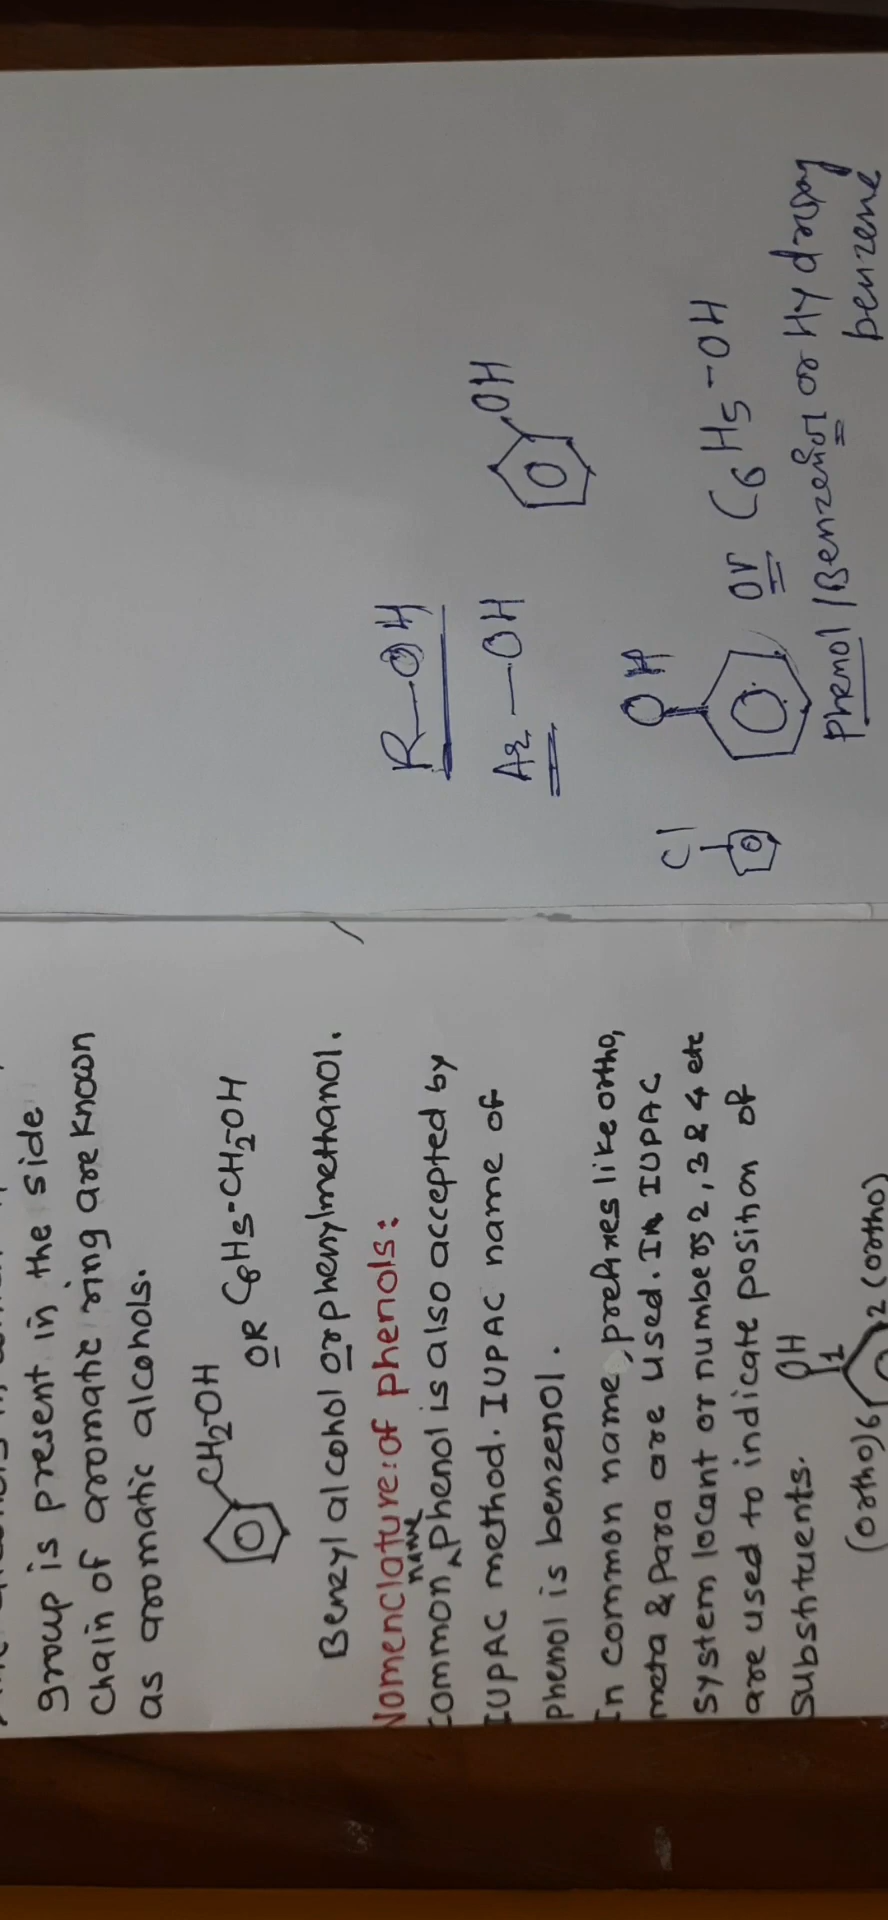 group is present in the side
chain of aromatic ring are known
as aromatic alcohols.
CH₂-OH
OR C₆H₅-CH₂-OH
Benzyl alcohol or phenylmethanol.
Nomenclature: of phenols:
name
Common Phenol is also accepted by
IUPAC method. IUPAC name of
phenol is benzenol.
In common name, prefixes like ortho,
meta & para are used. In IUPAC
system locant or numbers 2, 3 & 4 etc
are used to indicate position of
substituents.
OH
1
(ortho) 6
2 (ortho)
R-OH
Ar-OH
OH
Cl
OH
or C₆H₅-OH
Phenol / Benzenol or Hydroxy
benzene